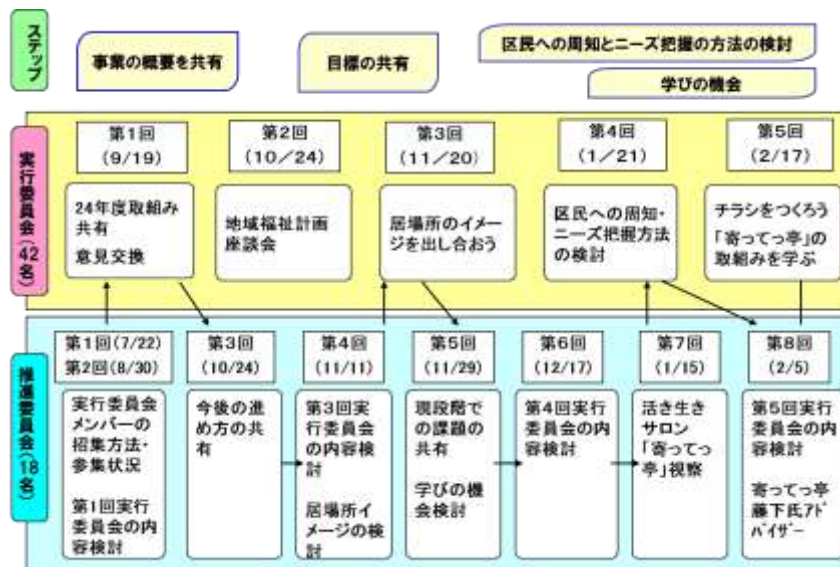 ステップ
事業の概要を共有
目標の共有
区民への周知とニーズ把握の方法の検討
学びの機会
実行委員会(42名)
第1回
(9/19)
第2回
(10/24)
第3回
(11/20)
第4回
(1/21)
第5回
(2/17)
24年度取組み
共有
意見交換
地域福祉計画
座談会
居場所のイメ
ージを出し合おう
区民への周知・
ニーズ把握方法
の検討
チラシをつくろう
「寄ってっ亭」の
取組みを学ぶ
推進委員会(18名)
第1回(7/22)
第2回(8/30)
第3回
(10/24)
第4回
(11/11)
第5回
(11/29)
第6回
(12/17)
第7回
(1/15)
第8回
(2/5)
実行委員会
メンバーの
招集方法・
参集状況
第1回実行
委員会の内
容検討
今後の進
め方の共
有
第3回実
行委員会
の内容検討
居場所イ
メージの検
討
現段階で
の課題の
共有
学びの機
会検討
第4回実行
委員会の内
容検討
活き生き
サロン
「寄ってっ
亭」視察
第5回実行
委員会の内
容検討
寄ってっ亭
藤下氏アド
バイザー